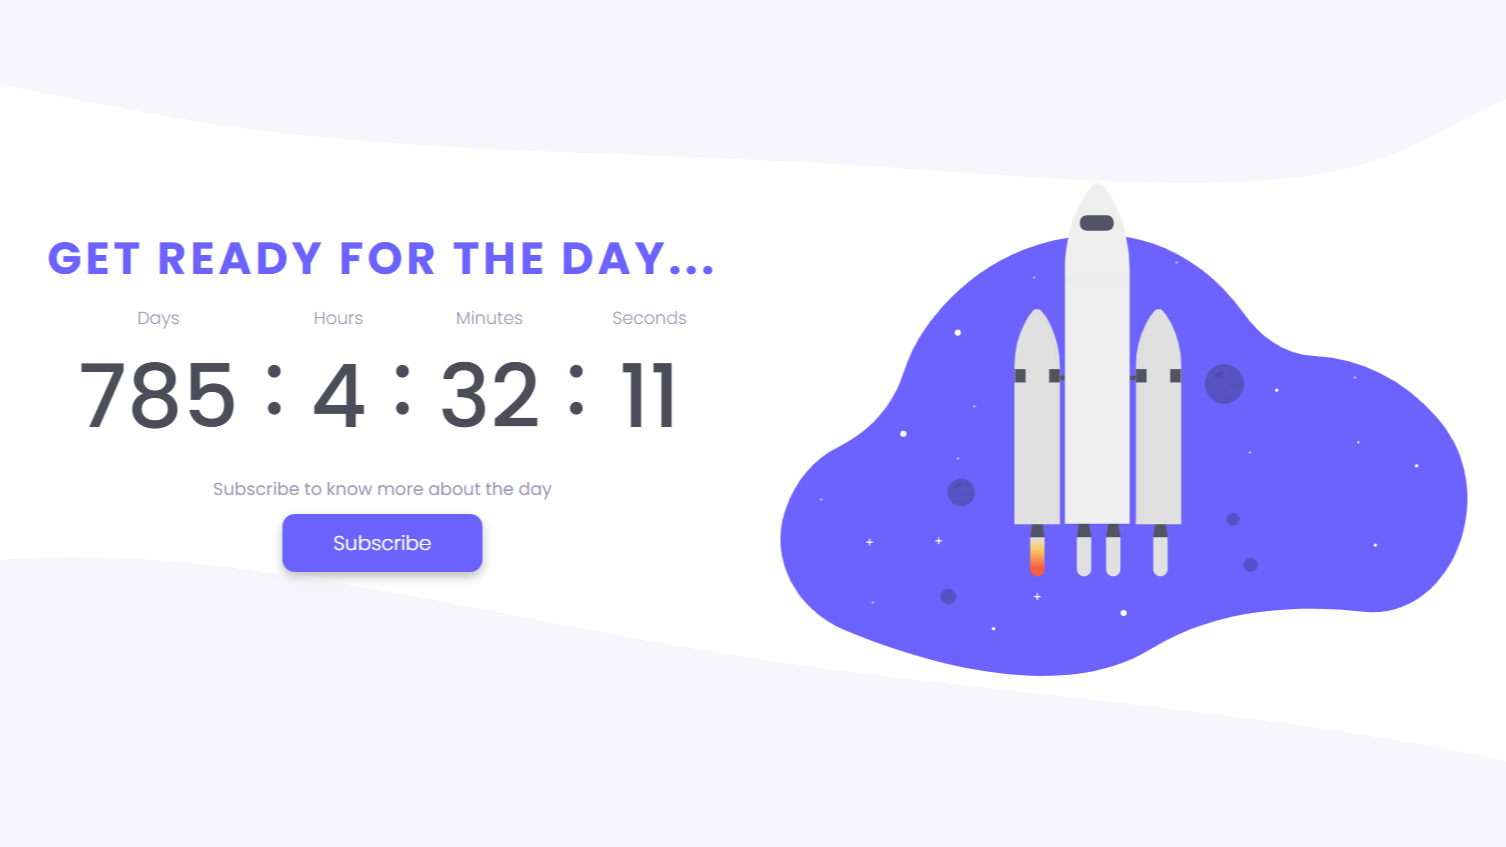 GET READY FOR THE DAY...
Days Hours Minutes Seconds
785 : 4 : 32 : 11
Subscribe to know more about the day
Subscribe